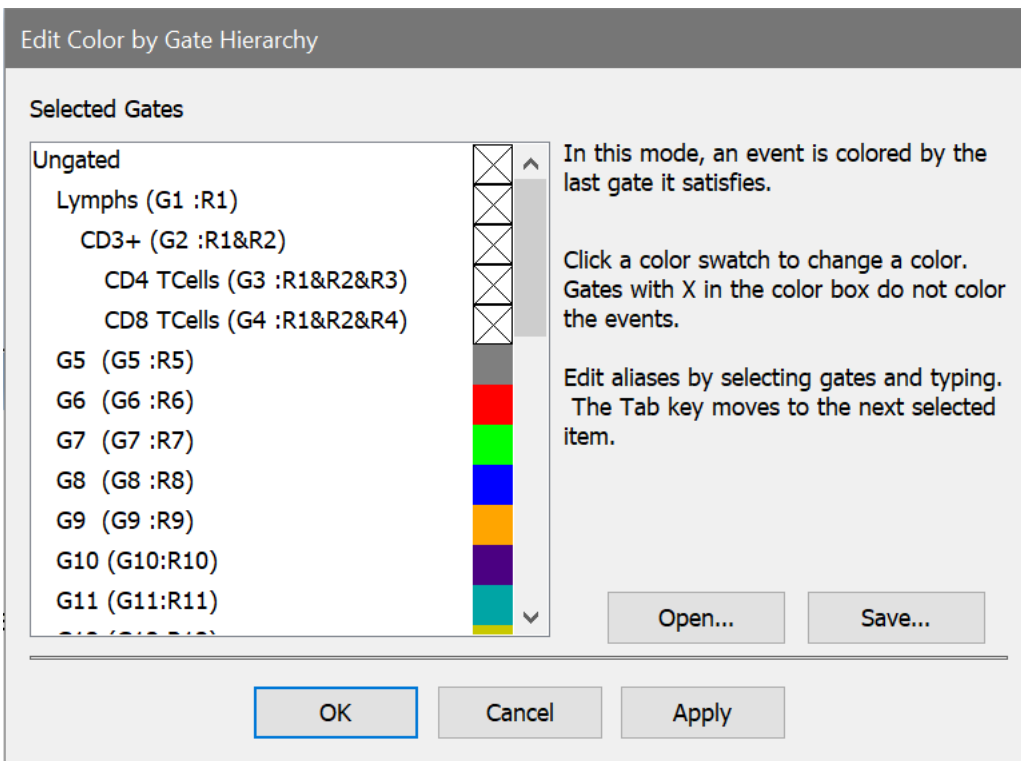 Edit Color by Gate Hierarchy
Selected Gates
Ungated
Lymphs (G1 :R1)
CD3+ (G2 :R1&R2)
CD4 TCells (G3 :R1&R2&R3)
CD8 TCells (G4 :R1&R2&R4)
G5 (G5 :R5)
G6 (G6 :R6)
G7 (G7 :R7)
G8 (G8 :R8)
G9 (G9 :R9)
G10 (G10:R10)
G11 (G11:R11)
In this mode, an event is colored by the
last gate it satisfies.
Click a color swatch to change a color.
Gates with X in the color box do not color
the events.
Edit aliases by selecting gates and typing.
The Tab key moves to the next selected
item.
Open...
Save...
OK
Cancel
Apply